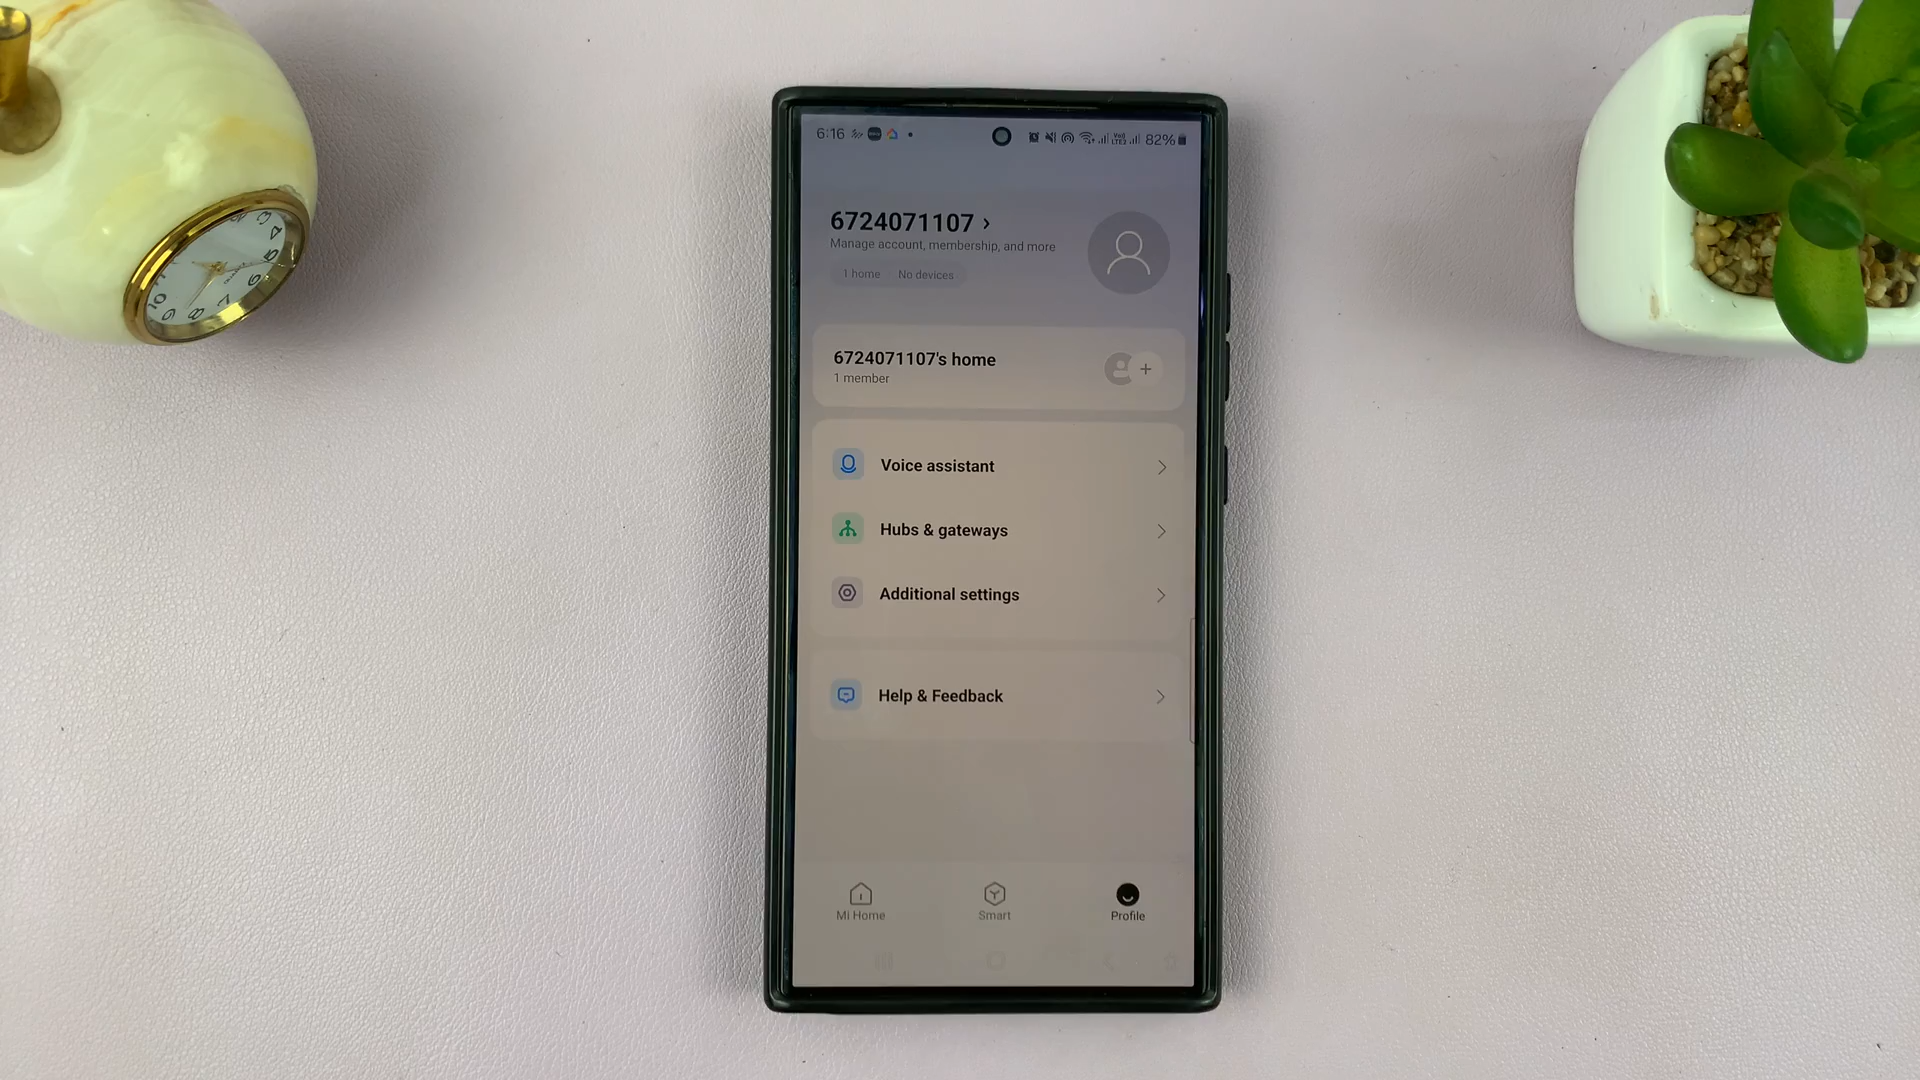 6:16 82%
6724071107 ›
Manage account, membership, and more
1 home No devices
6724071107's home
1 member
Voice assistant
Hubs & gateways
Additional settings
Help & Feedback
Mi Home Smart Profile